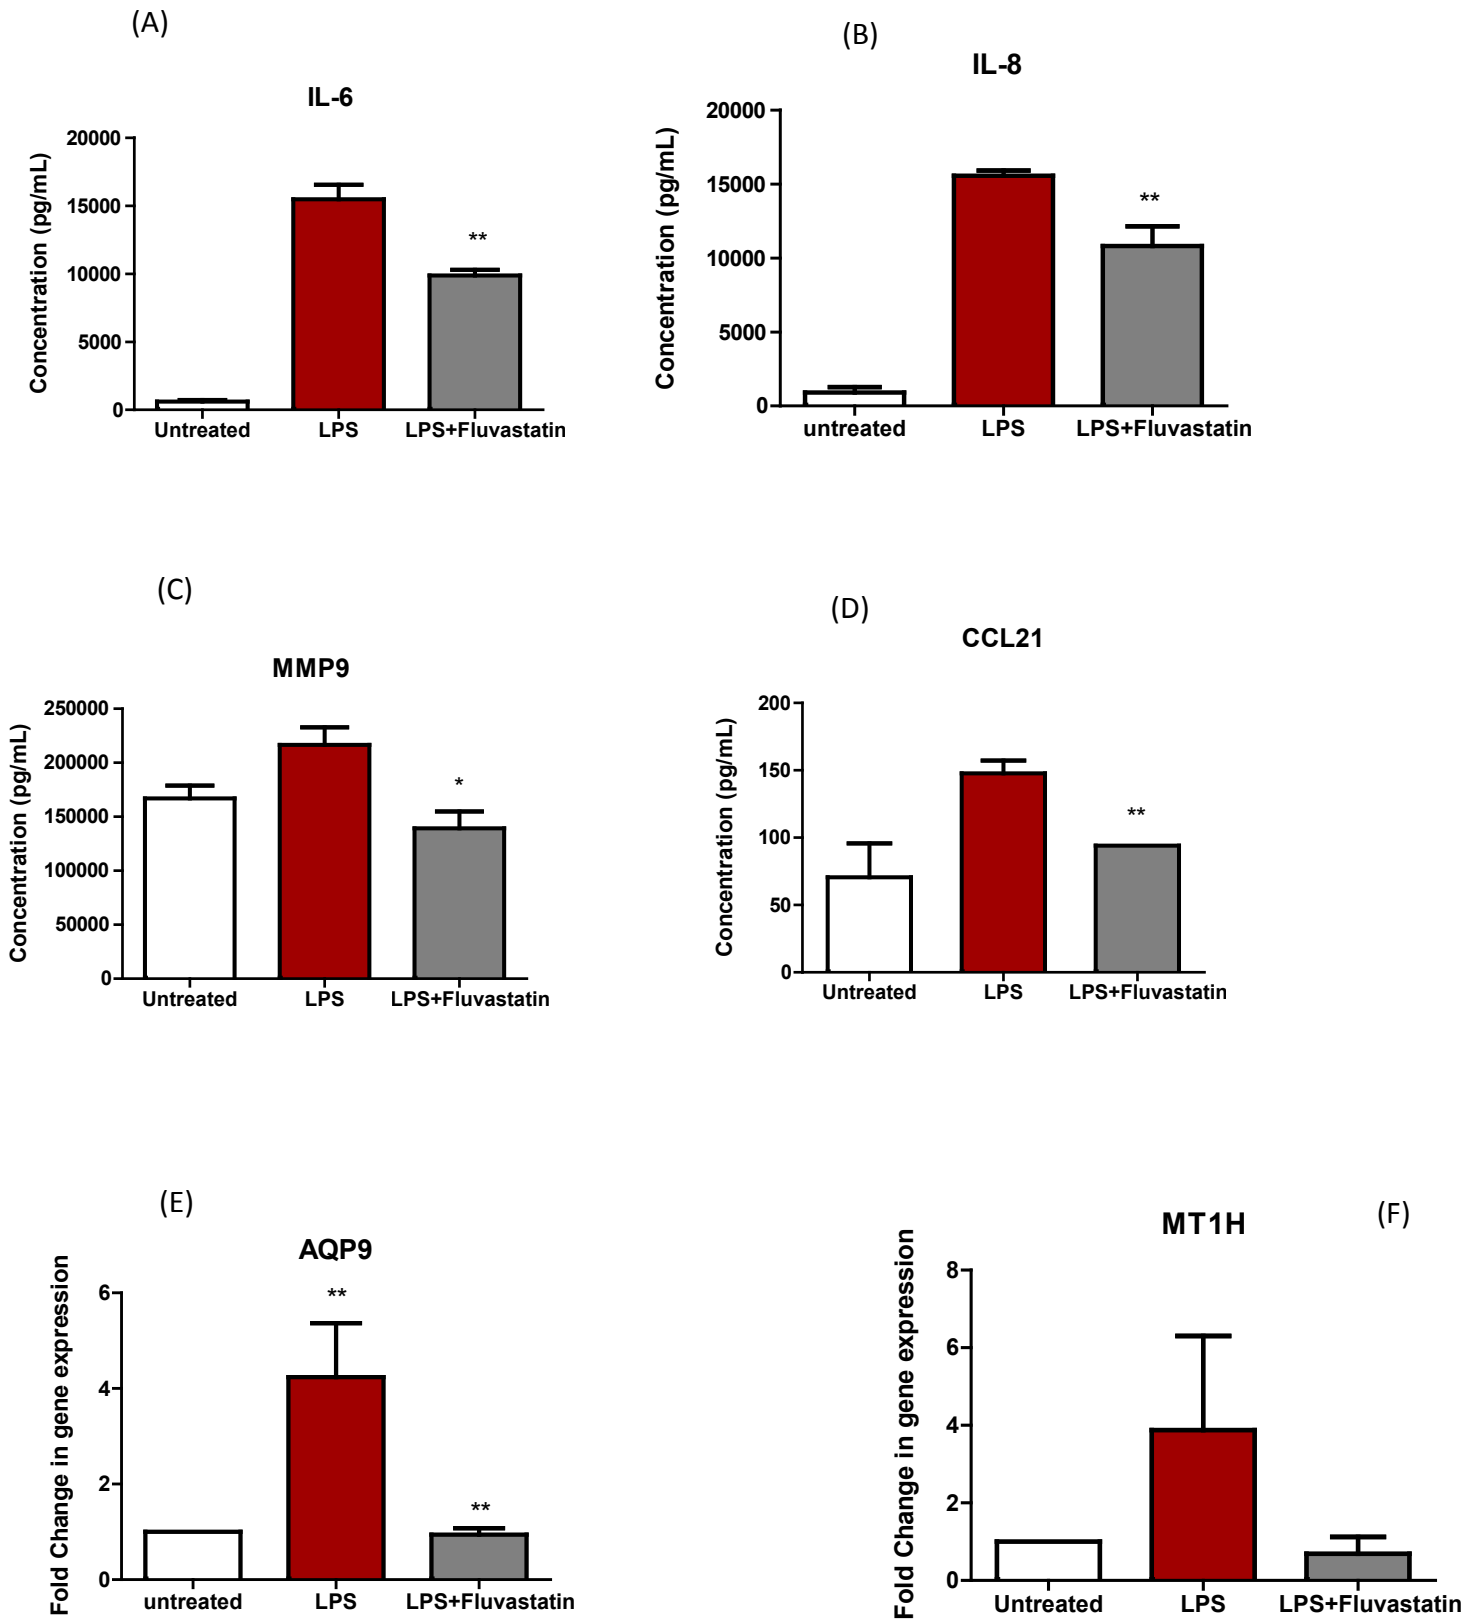 (A)
IL-6
Concentration (pg/mL)
20000
15000
10000
5000
0
**
Untreated LPS LPS+Fluvastatin
(B)
IL-8
Concentration (pg/mL)
20000
15000
10000
5000
0
**
untreated LPS LPS+Fluvastatin
(C)
MMP9
Concentration (pg/mL)
250000
200000
150000
100000
50000
0
*
Untreated LPS LPS+Fluvastatin
(D)
CCL21
Concentration (pg/mL)
200
150
100
50
0
**
Untreated LPS LPS+Fluvastatin
(E)
AQP9
Fold Change in gene expression
6
4
2
0
**
**
untreated LPS LPS+Fluvastatin
(F)
MT1H
Fold Change in gene expression
8
6
4
2
0
Untreated LPS LPS+Fluvastatin